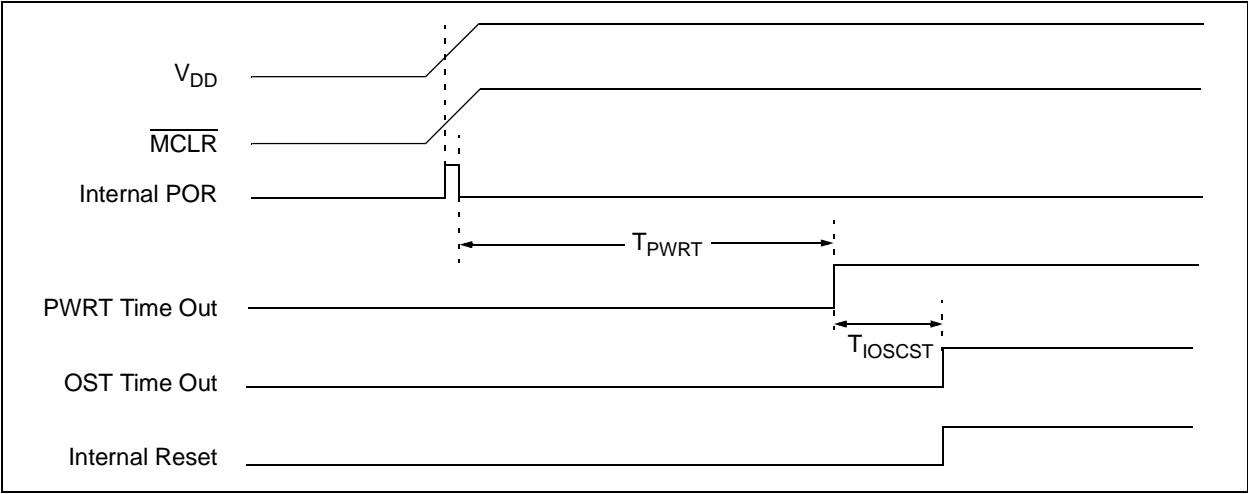 VDD
MCLR
Internal POR
TPWRT
PWRT Time Out
TIOSCST
OST Time Out
Internal Reset